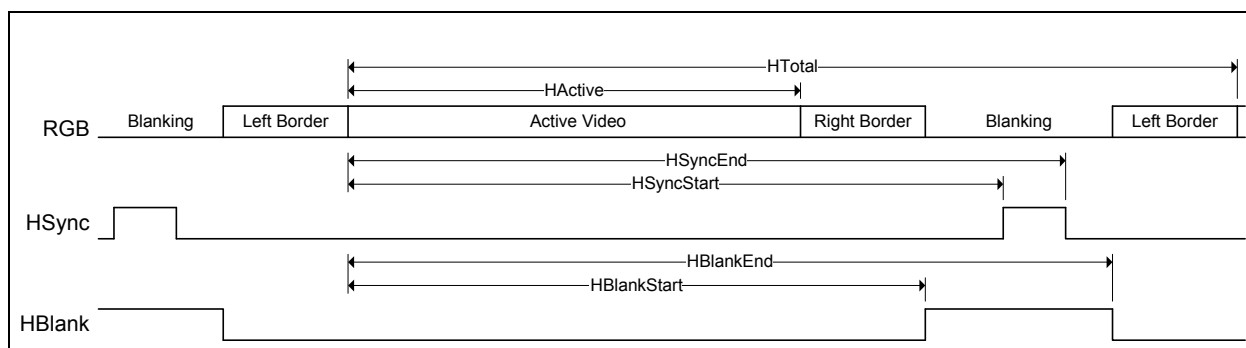 HTotal
HActive
RGB Blanking Left Border Active Video Right Border Blanking Left Border
HSyncEnd
HSyncStart
HSync
HBlankEnd
HBlankStart
HBlank